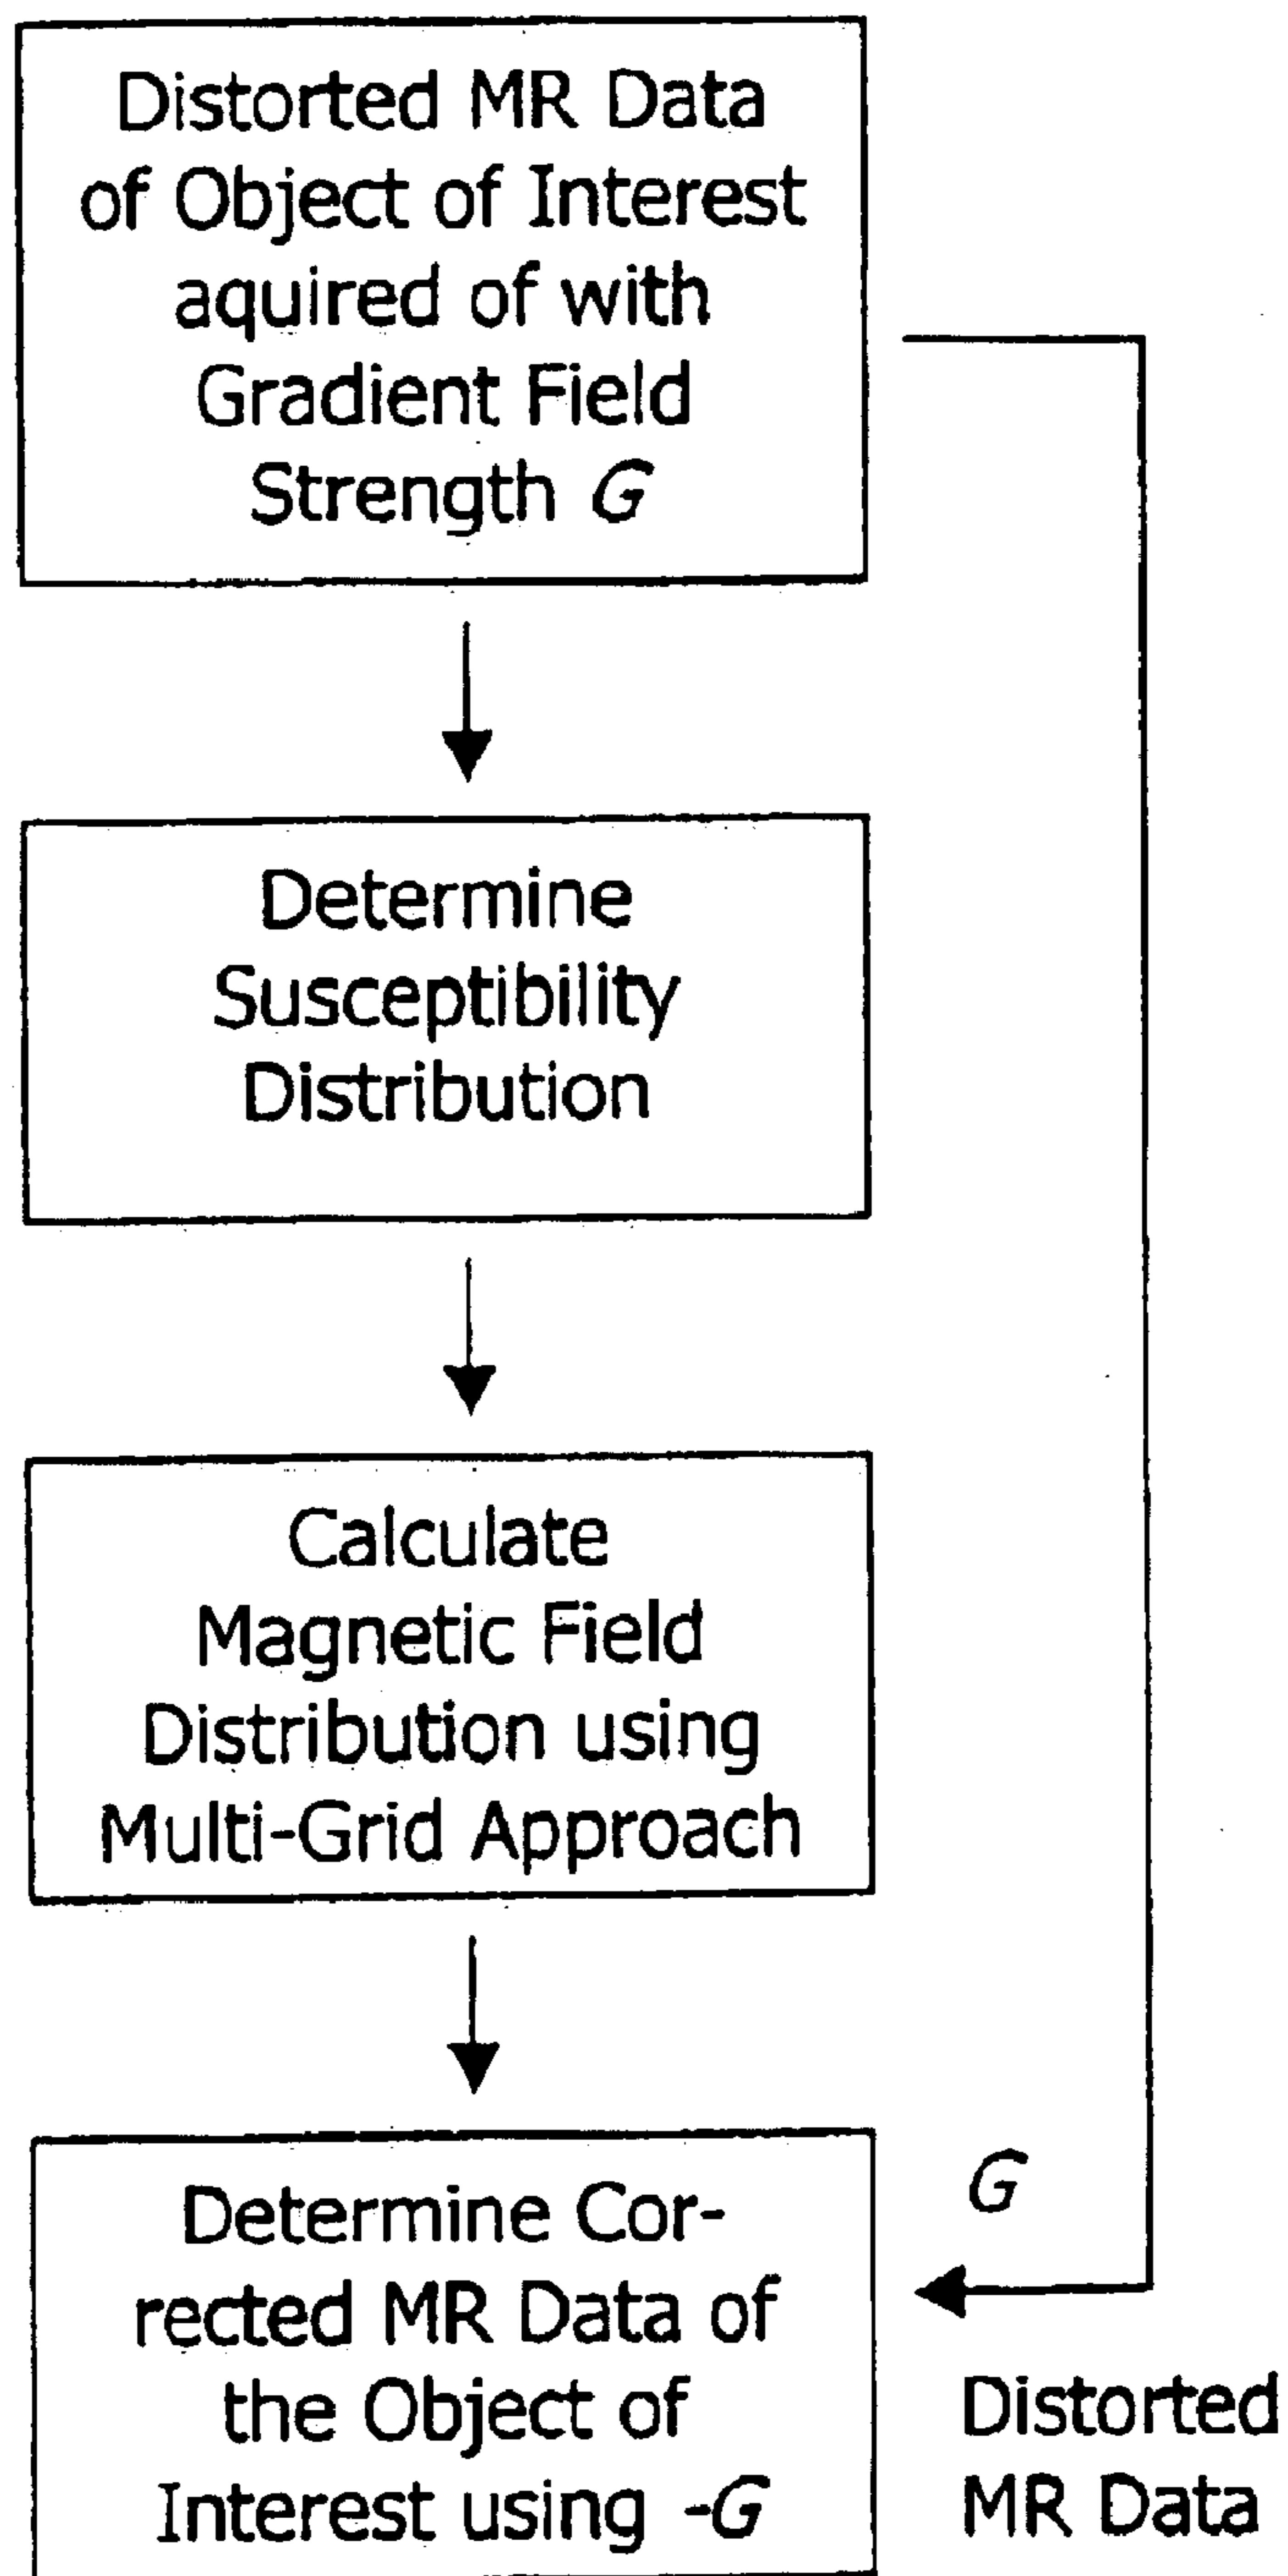 Distorted MR Data
of Object of Interest
aquired of with
Gradient Field
Strength G
Determine
Susceptibility
Distribution
Calculate
Magnetic Field
Distribution using
Multi-Grid Approach
Determine Cor-
rected MR Data of
the Object of
Interest using -G
G
Distorted
MR Data